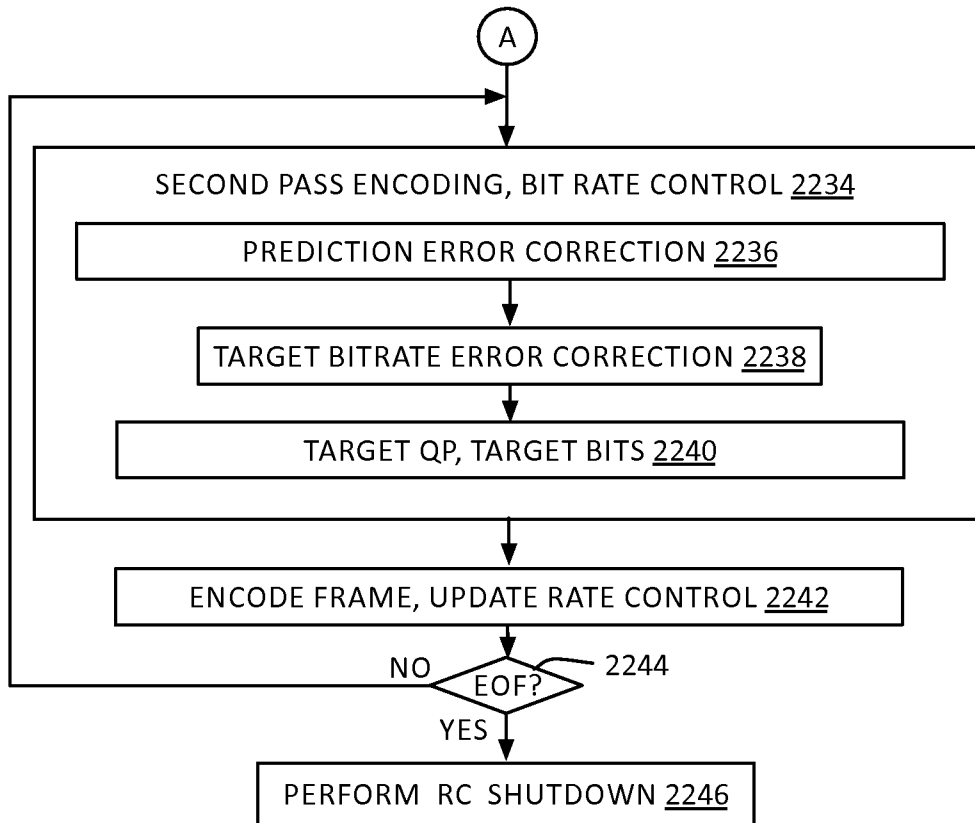 A
SECOND PASS ENCODING, BIT RATE CONTROL 2234
PREDICTION ERROR CORRECTION 2236
TARGET BITRATE ERROR CORRECTION 2238
TARGET QP, TARGET BITS 2240
ENCODE FRAME, UPDATE RATE CONTROL 2242
NO
EOF?
2244
YES
PERFORM RC SHUTDOWN 2246